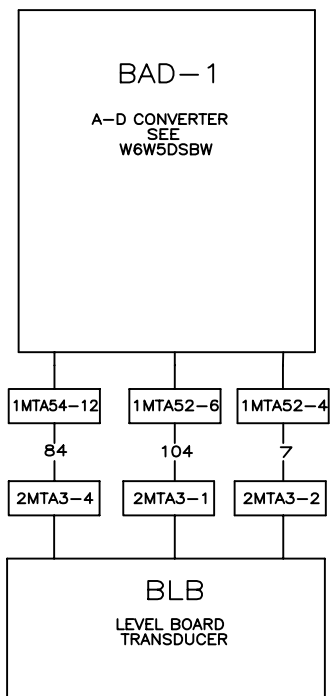 BAD-1
A-D CONVERTER
SEE
W6W5DSBW
1MTA54-12 1MTA52-6 1MTA52-4
84 104 7
2MTA3-4 2MTA3-1 2MTA3-2
BLB
LEVEL BOARD
TRANSDUCER